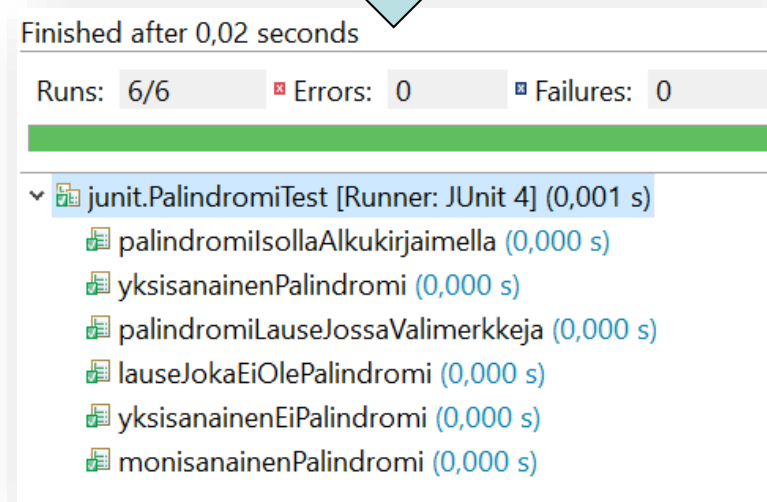 Finished after 0,02 seconds
Runs: 6/6 Errors: 0 Failures: 0
junit.PalindromiTest [Runner: JUnit 4] (0,001 s)
palindromiIsollaAlkukirjaimella (0,000 s)
yksisanainenPalindromi (0,000 s)
palindromiLauseJossaValimerkkeja (0,000 s)
lauseJokaEiOlePalindromi (0,000 s)
yksisanainenEiPalindromi (0,000 s)
monisanainenPalindromi (0,000 s)